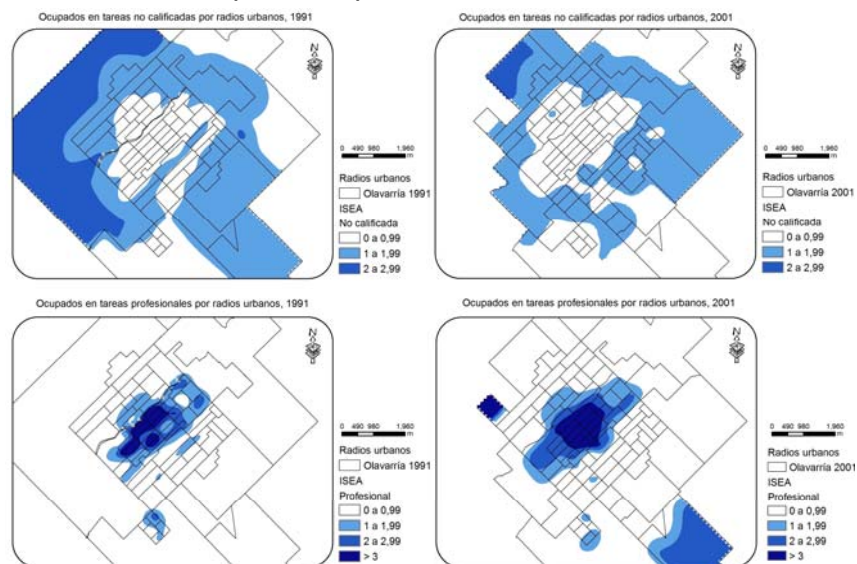 Ocupados en tareas no calificadas por radios urbanos, 1991
N
0 490 980 1,960
m
Radios urbanos
Olavarría 1991
ISEA
No calificada
0 a 0,99
1 a 1,99
2 a 2,99
Ocupados en tareas no calificadas por radios urbanos, 2001
N
0 490 980 1,960
m
Radios urbanos
Olavarría 2001
ISEA
No calificada
0 a 0,99
1 a 1,99
2 a 2,99
Ocupados en tareas profesionales por radios urbanos, 1991
N
0 490 980 1,960
m
Radios urbanos
Olavarría 1991
ISEA
Profesional
0 a 0,99
1 a 1,99
2 a 2,99
> 3
Ocupados en tareas profesionales por radios urbanos, 2001
N
0 490 980 1,960
m
Radios urbanos
Olavarría 2001
ISEA
Profesional
0 a 0,99
1 a 1,99
2 a 2,99
> 3